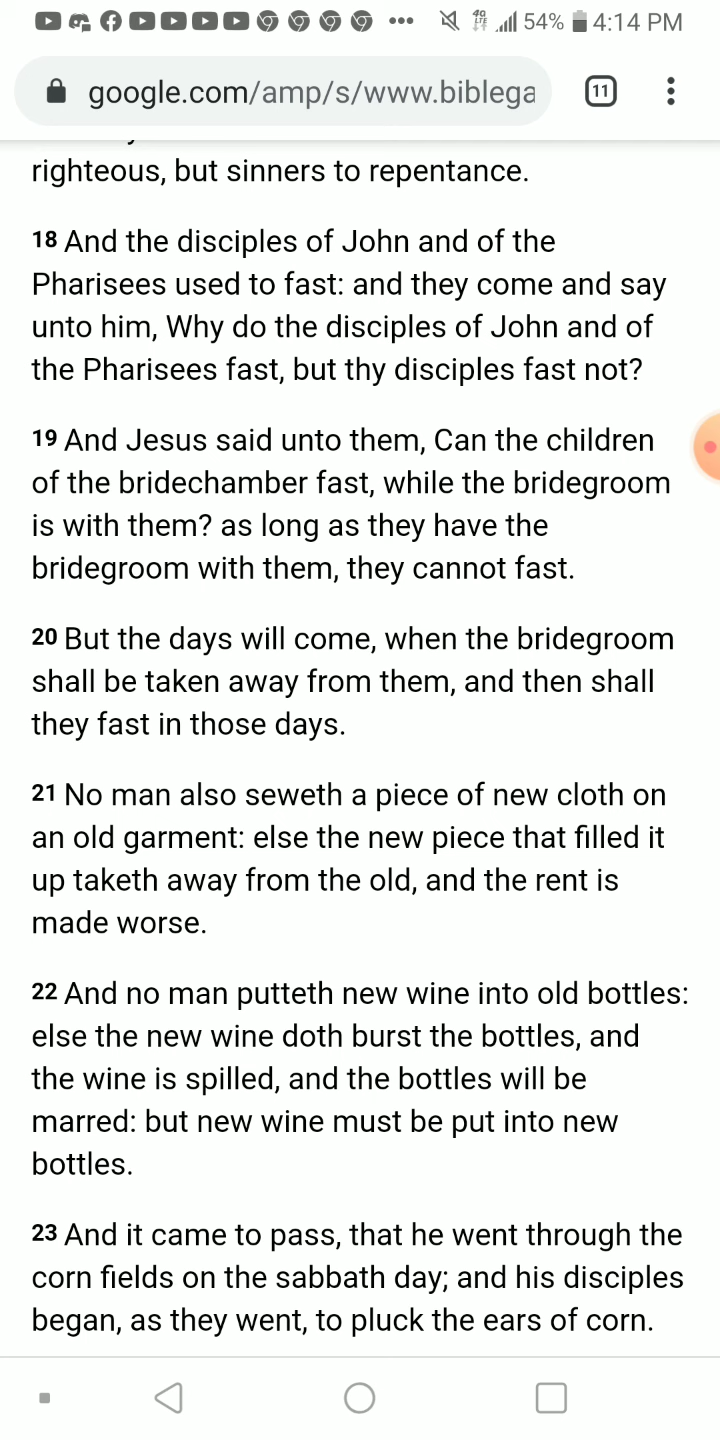 54% 4:14 PM
google.com/amp/s/www.biblega
11
righteous, but sinners to repentance.
18 And the disciples of John and of the
Pharisees used to fast: and they come and say
unto him, Why do the disciples of John and of
the Pharisees fast, but thy disciples fast not?
19 And Jesus said unto them, Can the children
of the bridechamber fast, while the bridegroom
is with them? as long as they have the
bridegroom with them, they cannot fast.
20 But the days will come, when the bridegroom
shall be taken away from them, and then shall
they fast in those days.
21 No man also seweth a piece of new cloth on
an old garment: else the new piece that filled it
up taketh away from the old, and the rent is
made worse.
22 And no man putteth new wine into old bottles:
else the new wine doth burst the bottles, and
the wine is spilled, and the bottles will be
marred: but new wine must be put into new
bottles.
23 And it came to pass, that he went through the
corn fields on the sabbath day; and his disciples
began, as they went, to pluck the ears of corn.